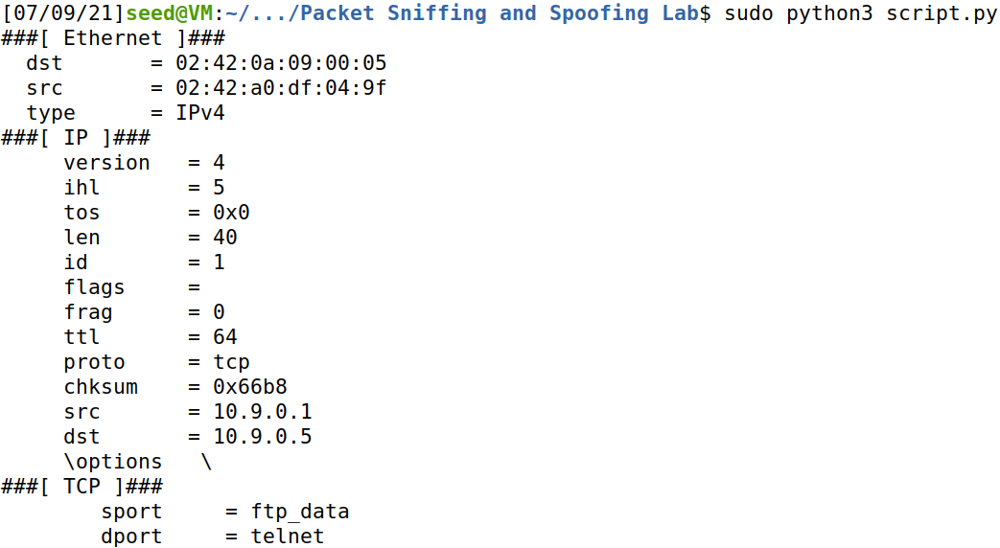 [07/09/21]seed@VM:~/.../Packet Sniffing and Spoofing Lab$ sudo python3 script.py
###[ Ethernet ]###
  dst       = 02:42:0a:09:00:05
  src       = 02:42:a0:df:04:9f
  type      = IPv4
###[ IP ]###
     version   = 4
     ihl       = 5
     tos       = 0x0
     len       = 40
     id        = 1
     flags     =
     frag      = 0
     ttl       = 64
     proto     = tcp
     chksum    = 0x66b8
     src       = 10.9.0.1
     dst       = 10.9.0.5
     \options   \
###[ TCP ]###
        sport     = ftp_data
        dport     = telnet